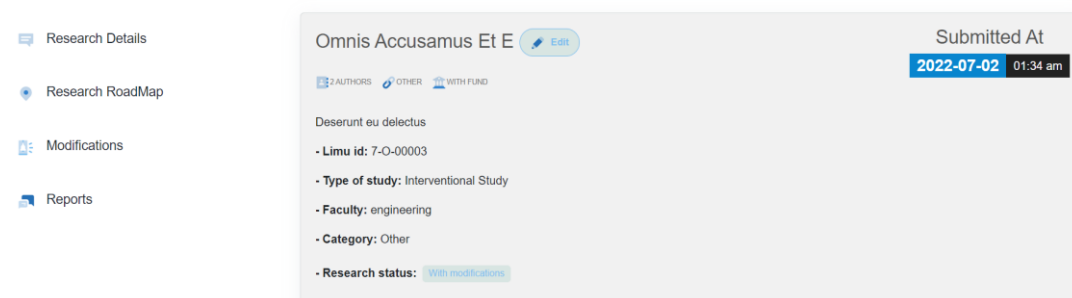 Research Details
Research RoadMap
Modifications
Reports
Omnis Accusamus Et E Edit
2 AUTHORS OTHER WITH FUND
Deserunt eu delectus
- Limu id: 7-O-00003
- Type of study: Interventional Study
- Faculty: engineering
- Category: Other
- Research status: With modifications
Submitted At
2022-07-02 01:34 am